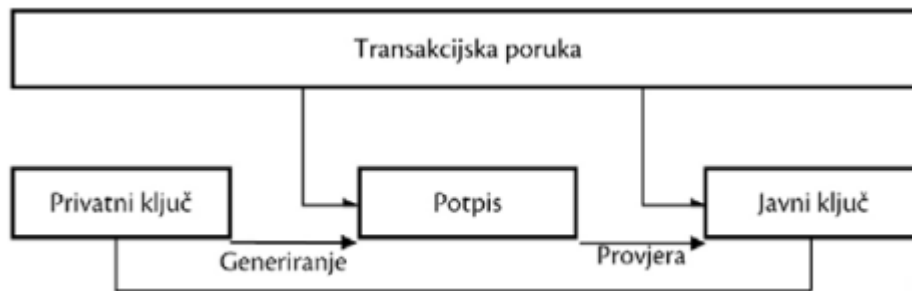 Transakcijska poruka
Privatni ključ
Potpis
Javni ključ
Generiranje
Provjera